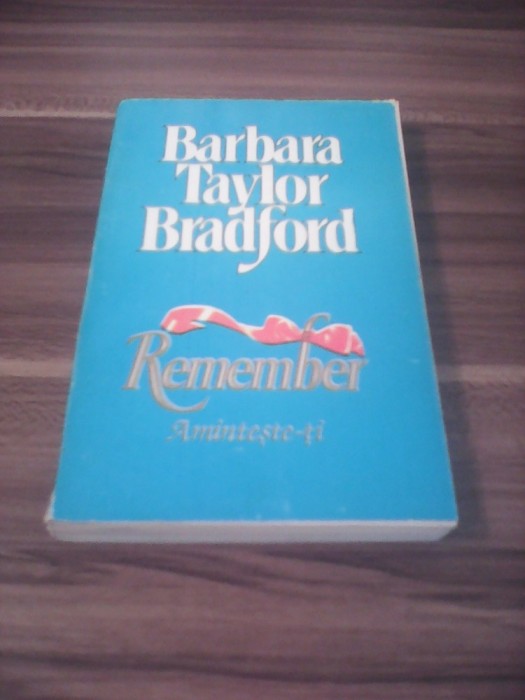 Barbara
Taylor
Bradford
Remember
Amintește-ți